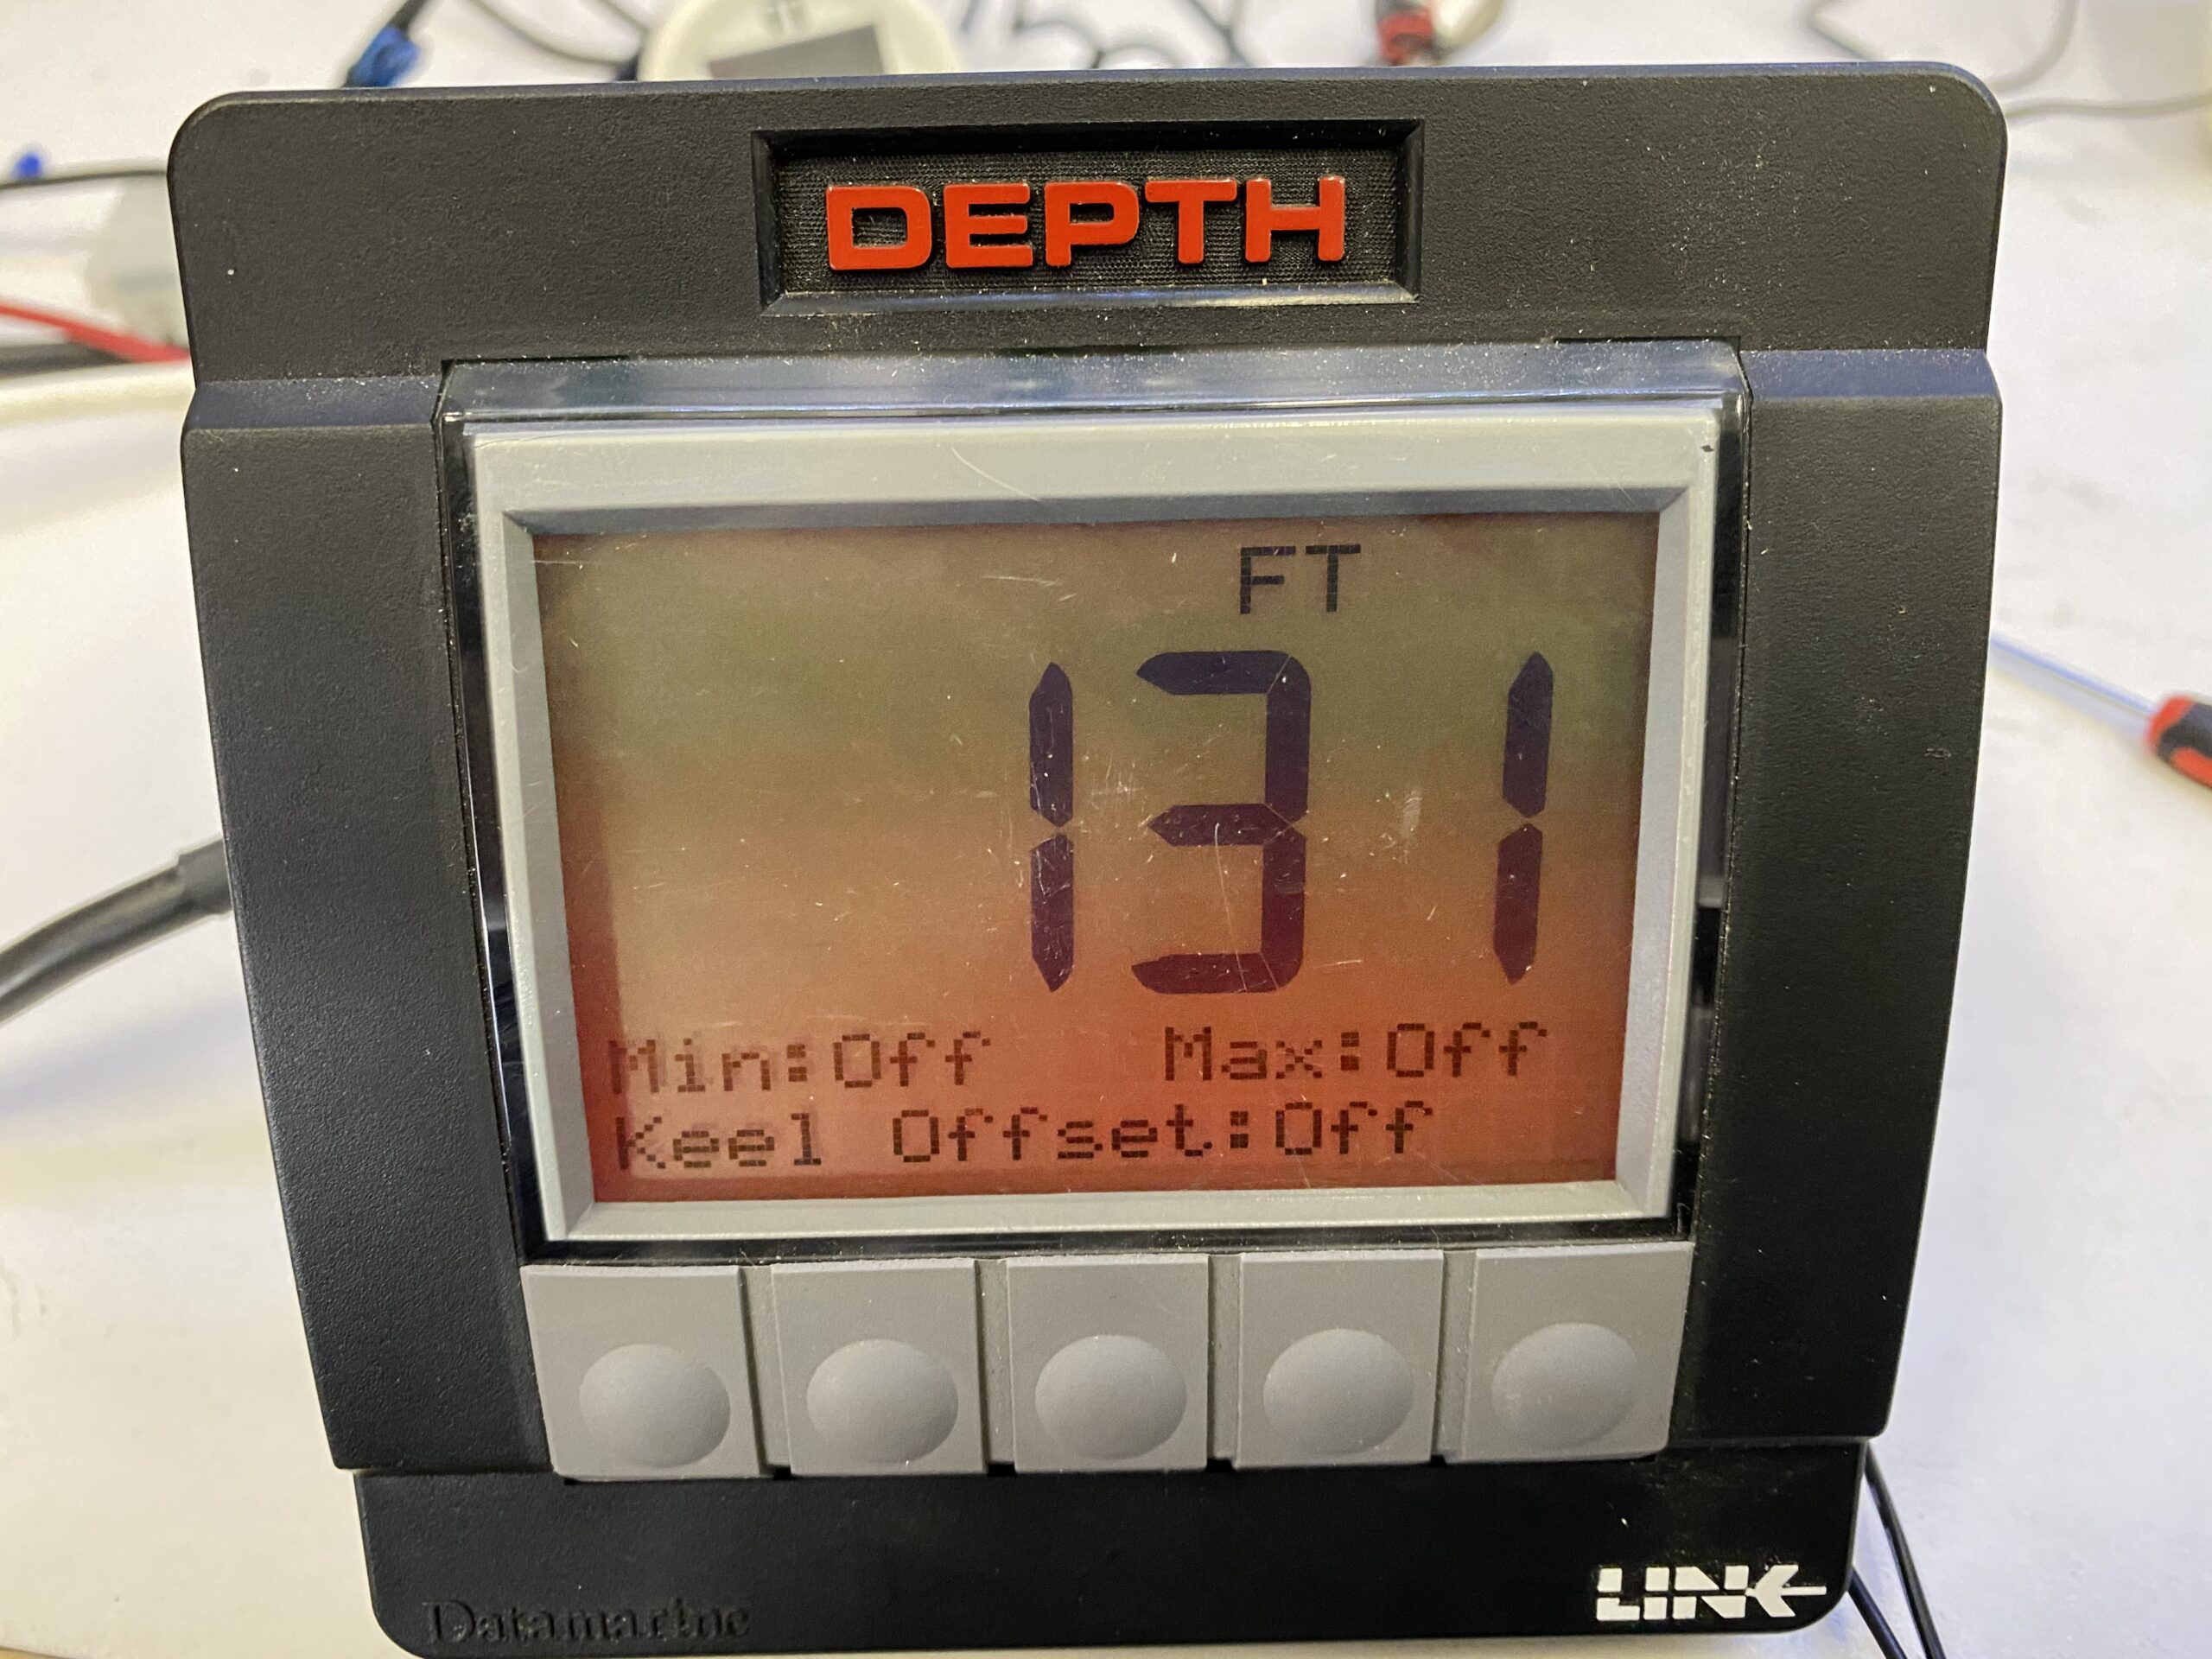 DEPTH
FT
131
Min:Off Max:Off
Keel Offset:Off
Datamarine
LINK